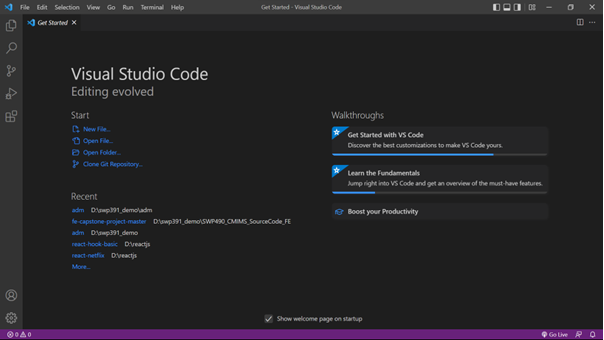 File Edit Selection View Go Run Terminal Help Get Started - Visual Studio Code
Get Started
Visual Studio Code
Editing evolved
Start
New File...
Open File...
Open Folder...
Clone Git Repository...
Recent
adm D:\swp391_demo\adm
fe-capstone-project-master D:\swp391_demo\SWP490_CMIMS_SourceCode_FE
adm D:\swp391_demo
react-hook-basic D:\reactjs
react-netflix D:\reactjs
More...
Walkthroughs
Get Started with VS Code
Discover the best customizations to make VS Code yours.
Learn the Fundamentals
Jump right into VS Code and get an overview of the must-have features.
Boost your Productivity
Show welcome page on startup
0 0 Go Live